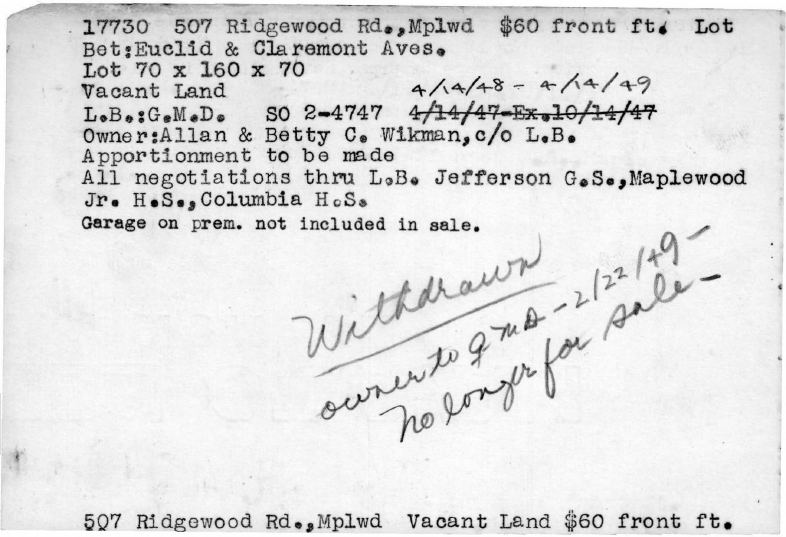 17730 507 Ridgewood Rd.,Mplwd $60 front ft. Lot
Bet:Euclid & Claremont Aves.
Lot 70 x 160 x 70
Vacant Land 4/14/48 - 4/14/49
L.B.:G.M.D. SO 2-4747 4/14/47-Ex.10/14/47
Owner:Allan & Betty C. Wikman,c/o L.B.
Apportionment to be made
All negotiations thru L.B. Jefferson G.S.,Maplewood
Jr. H.S.,Columbia H.S.
Garage on prem. not included in sale.
Withdrawn
owner to GMD - 2/22/49 -
No longer for sale -
507 Ridgewood Rd.,Mplwd Vacant Land $60 front ft.